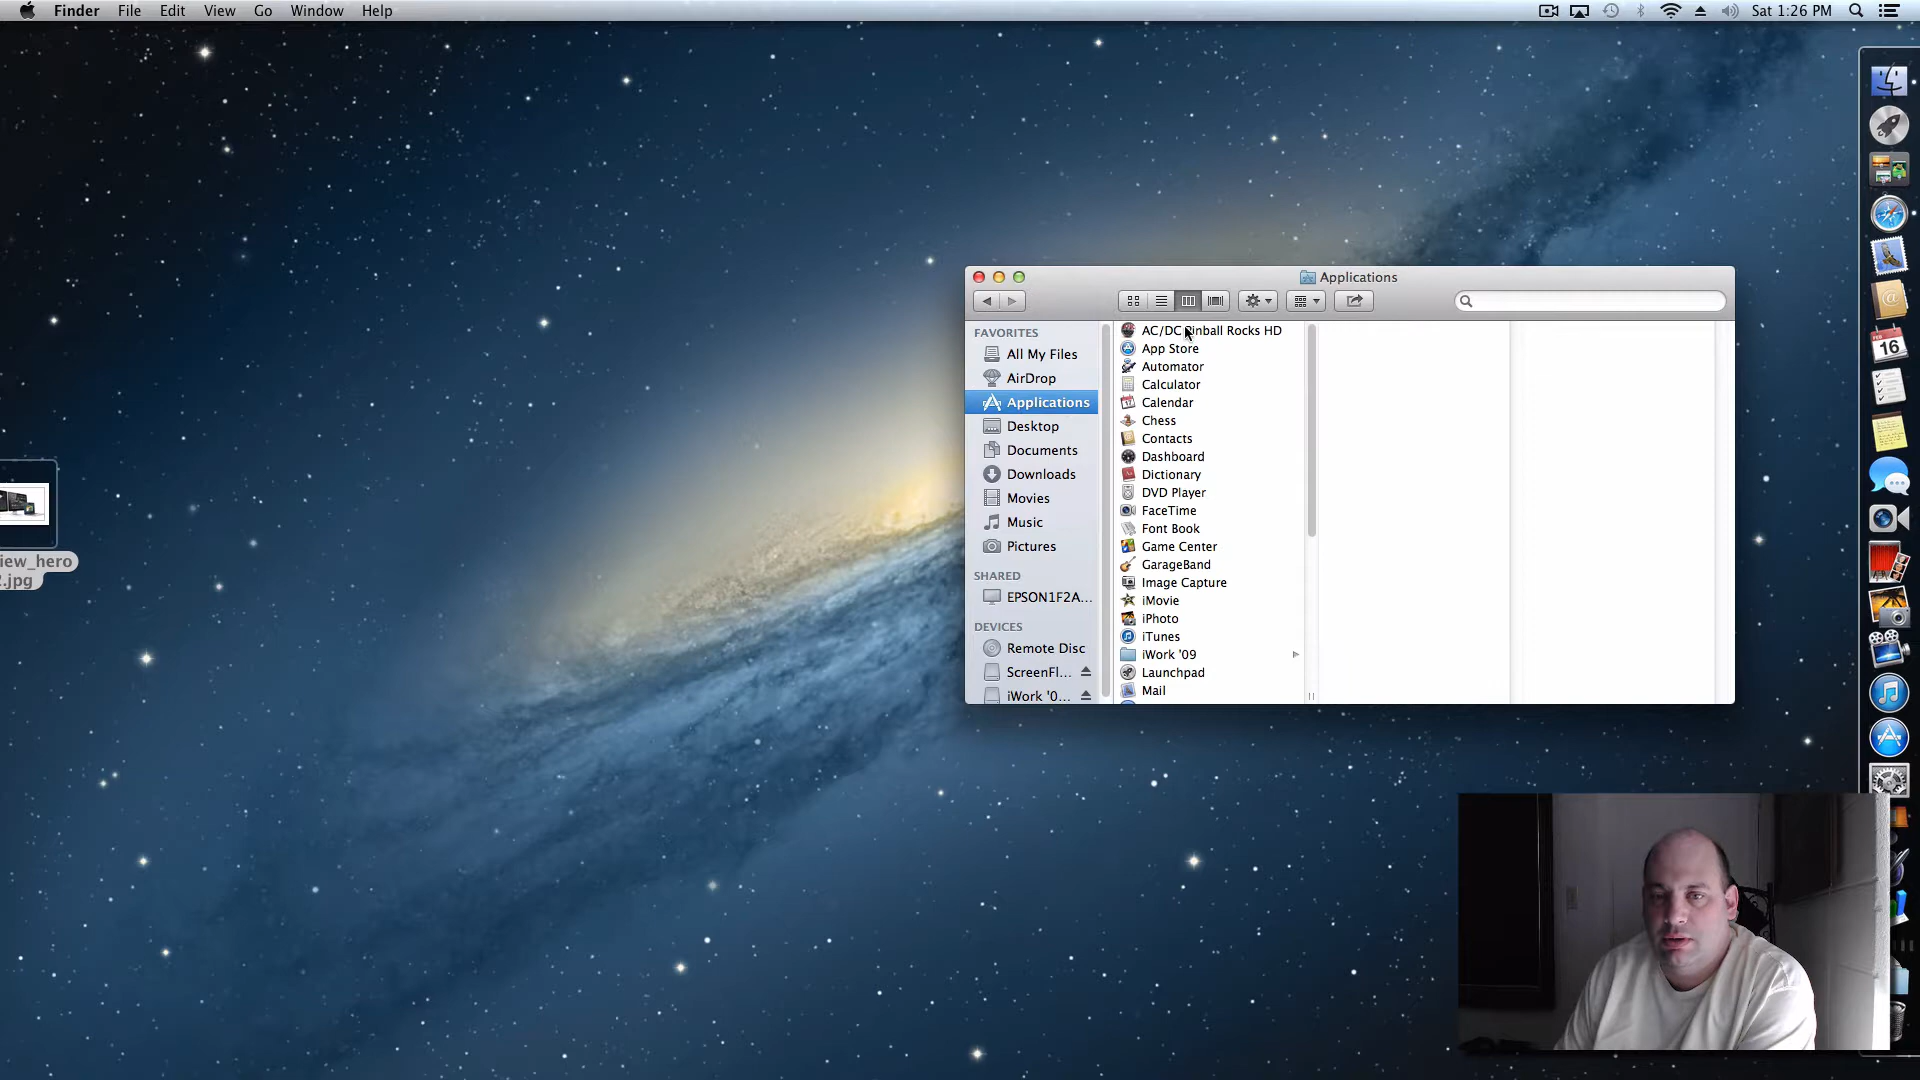 Finder File Edit View Go Window Help
Sat 1:26 PM
Applications
FAVORITES
All My Files
AirDrop
Applications
Desktop
Documents
Downloads
Movies
Music
Pictures
SHARED
EPSON1F2A...
DEVICES
Remote Disc
ScreenFl...
iWork '0...
AC/DC Pinball Rocks HD
App Store
Automator
Calculator
Calendar
Chess
Contacts
Dashboard
Dictionary
DVD Player
FaceTime
Font Book
Game Center
GarageBand
Image Capture
iMovie
iPhoto
iTunes
iWork '09
Launchpad
Mail
iew_hero
2.jpg
16